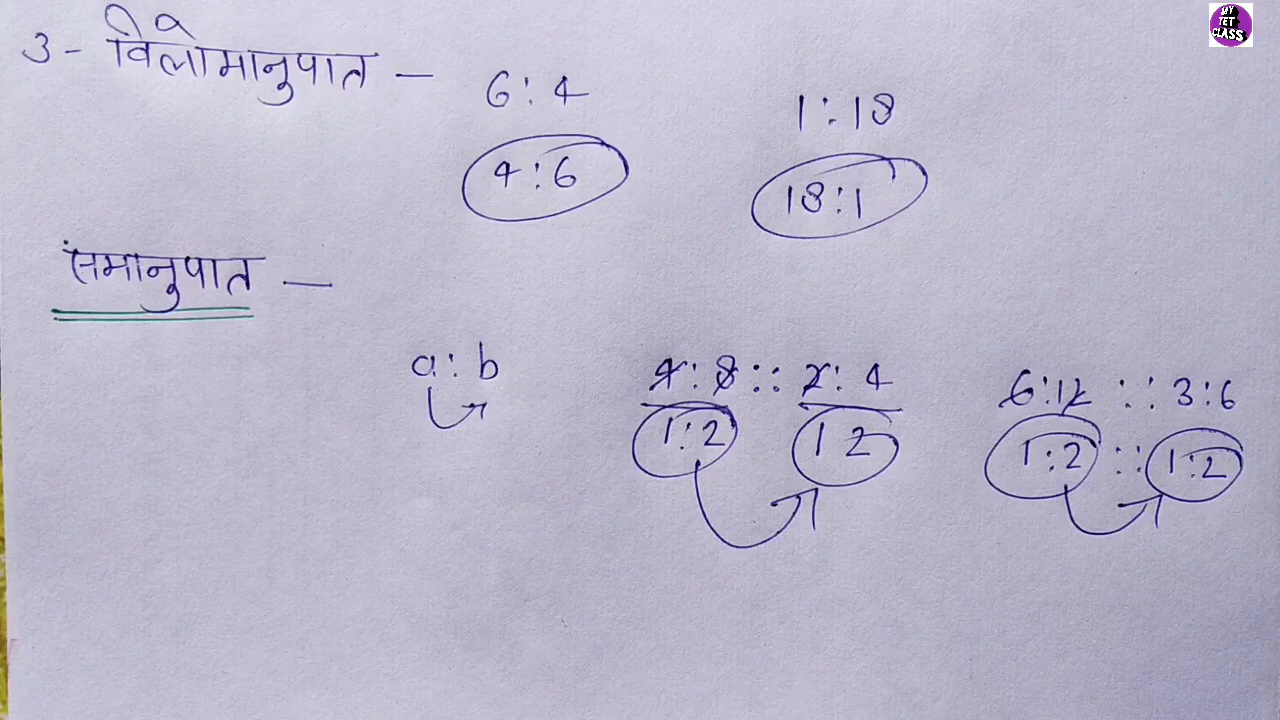 3 - विलोमानुपात —
6 : 4
1 : 18
4 : 6
18 : 1
समानुपात —
a : b
4 : 8 :: 2 : 4
6 : 12 :: 3 : 6
1 : 2
1 2
1 : 2 :: 1 : 2
MY
TET
CLASS